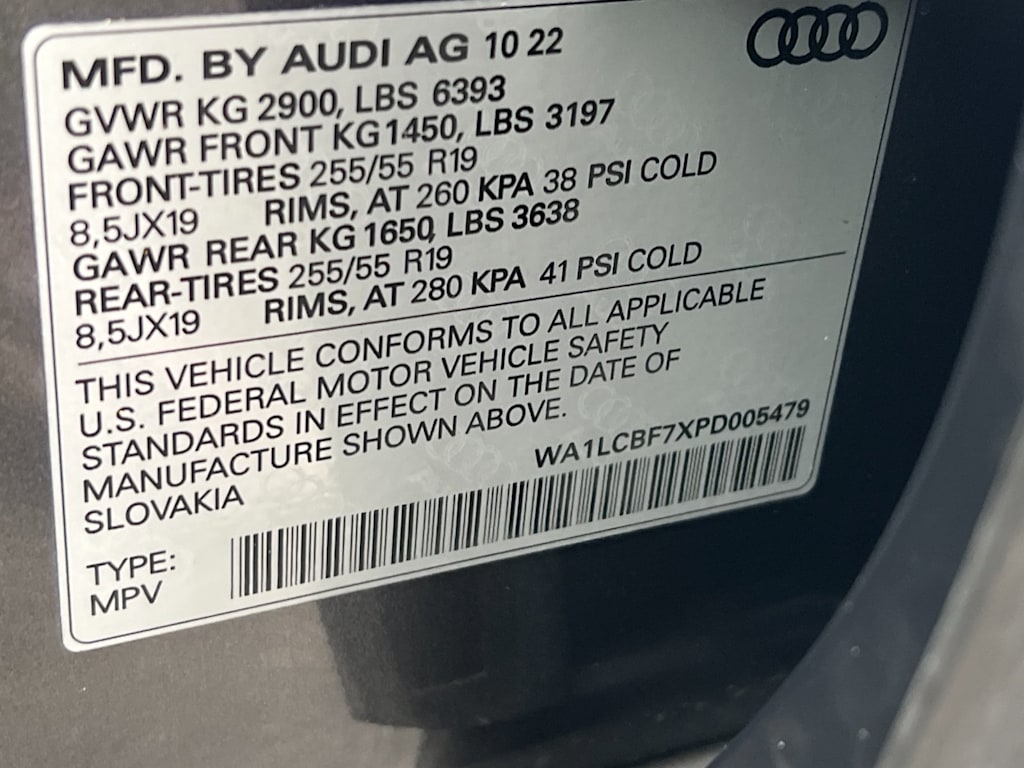 MFD. BY AUDI AG 10 22
GVWR KG 2900, LBS 6393
GAWR FRONT KG1450, LBS 3197
FRONT-TIRES 255/55 R19
8,5JX19 RIMS, AT 260 KPA 38 PSI COLD
GAWR REAR KG 1650, LBS 3638
REAR-TIRES 255/55 R19
8,5JX19 RIMS, AT 280 KPA 41 PSI COLD
THIS VEHICLE CONFORMS TO ALL APPLICABLE
U.S. FEDERAL MOTOR VEHICLE SAFETY
STANDARDS IN EFFECT ON THE DATE OF
MANUFACTURE SHOWN ABOVE.
SLOVAKIA
WA1LCBF7XPD005479
TYPE:
MPV